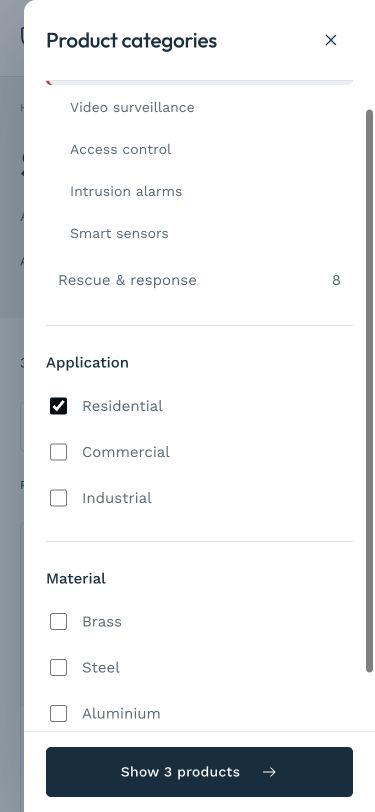 Product categories
Video surveillance
Access control
Intrusion alarms
Smart sensors
Rescue & response 8
Application
Residential
Commercial
Industrial
Material
Brass
Steel
Aluminium
Show 3 products